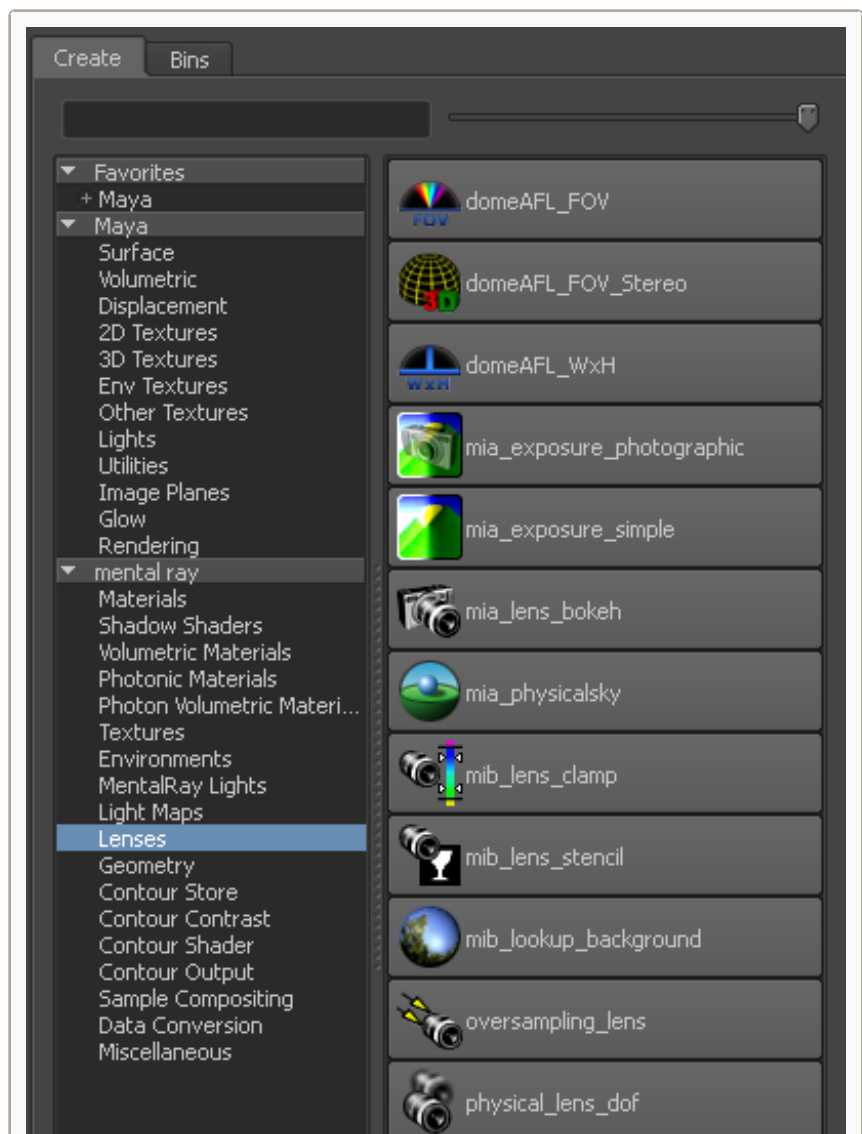 Create
Bins
Favorites
+ Maya
Maya
Surface
Volumetric
Displacement
2D Textures
3D Textures
Env Textures
Other Textures
Lights
Utilities
Image Planes
Glow
Rendering
mental ray
Materials
Shadow Shaders
Volumetric Materials
Photonic Materials
Photon Volumetric Materi...
Textures
Environments
MentalRay Lights
Light Maps
Lenses
Geometry
Contour Store
Contour Contrast
Contour Shader
Contour Output
Sample Compositing
Data Conversion
Miscellaneous
FOV domeAFL_FOV
3D domeAFL_FOV_Stereo
WxH domeAFL_WxH
mia_exposure_photographic
mia_exposure_simple
mia_lens_bokeh
mia_physicalsky
mib_lens_clamp
mib_lens_stencil
mib_lookup_background
oversampling_lens
physical_lens_dof